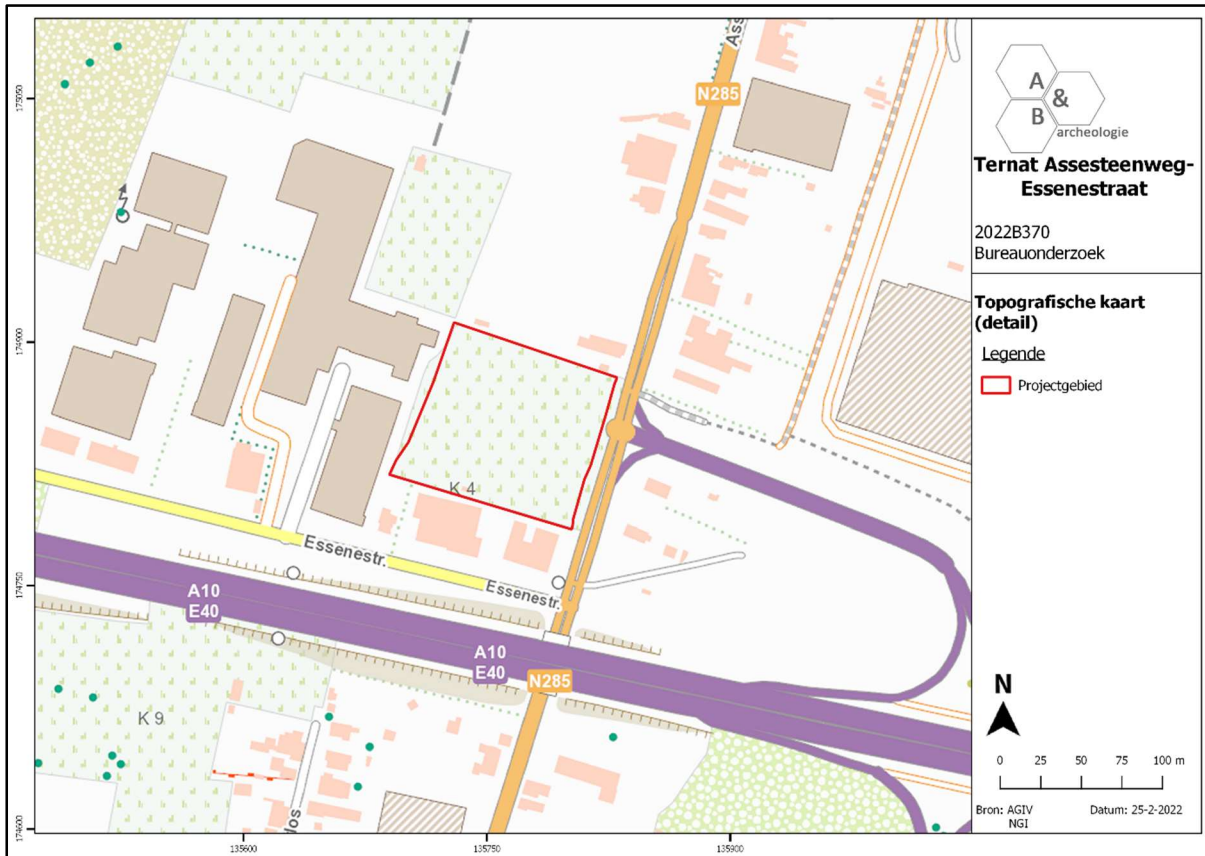 A
&
B
archeologie
Ternat Assesteenweg-
Essenestraat
2022B370
Bureauonderzoek
Topografische kaart
(detail)
Legende
Projectgebied
N
0 25 50 75 100 m
Bron: AGIV
NGI
Datum: 25-2-2022
Ass
N285
K 4
Essenestr.
Essenestr.
A10
E40
A10
E40
N285
K 9
los
175050
174900
174750
174600
135600
135750
135900